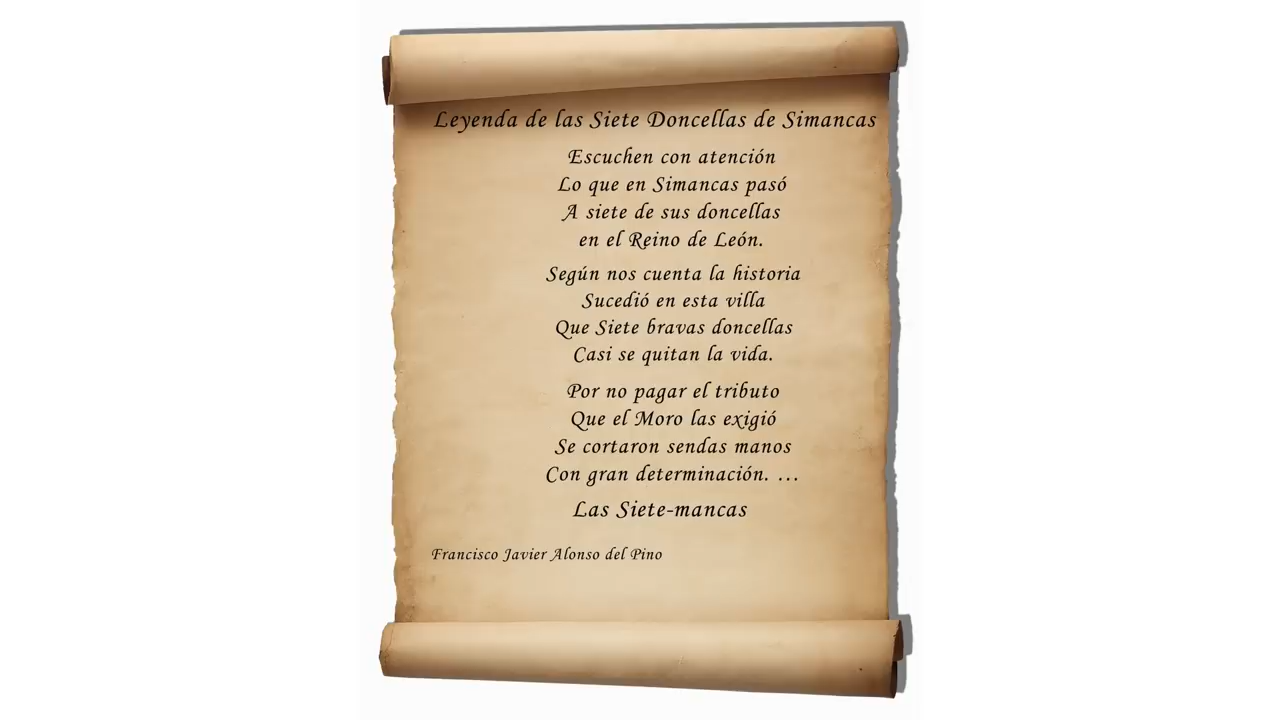 Leyenda de las Siete Doncellas de Simancas
Escuchen con atención
Lo que en Simancas pasó
A siete de sus doncellas
en el Reino de León.
Según nos cuenta la historia
Sucedió en esta villa
Que Siete bravas doncellas
Casi se quitan la vida.
Por no pagar el tributo
Que el Moro las exigió
Se cortaron sendas manos
Con gran determinación. ...
Las Siete-mancas
Francisco Javier Alonso del Pino